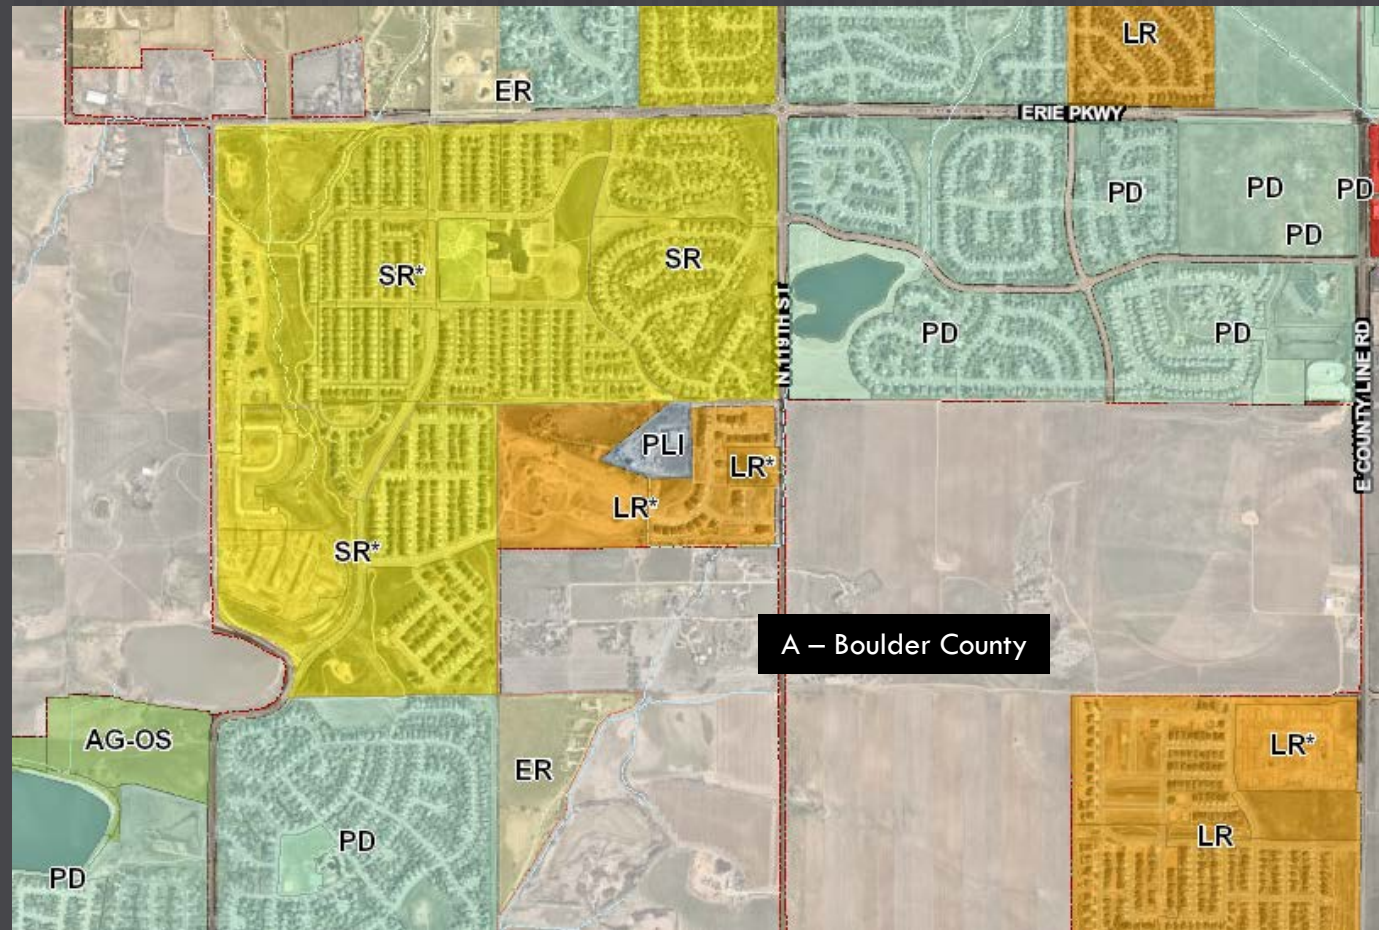 LR
ER
ERIE PKWY
PD
PD
PD
PD
SR*
SR
N 119TH ST
PD
PD
E COUNTY LINE RD
PLI
LR*
LR*
SR*
A – Boulder County
AG-OS
ER
LR*
PD
LR
PD